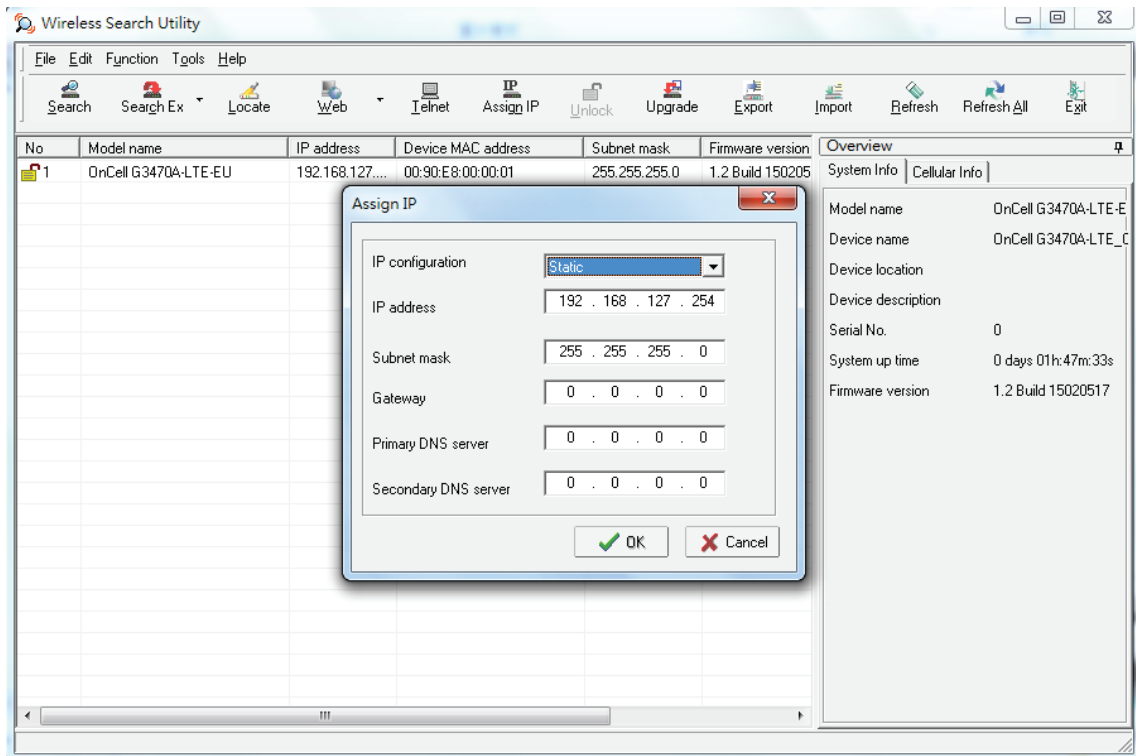 Wireless Search Utility
File Edit Function Tools Help
Search Search Ex Locate Web Telnet Assign IP Unlock Upgrade Export Import Refresh Refresh All Exit
No Model name IP address Device MAC address Subnet mask Firmware version
1 OnCell G3470A-LTE-EU 192.168.127.... 00:90:E8:00:00:01 255.255.255.0 1.2 Build 150205
Assign IP
IP configuration Static
IP address 192 . 168 . 127 . 254
Subnet mask 255 . 255 . 255 . 0
Gateway 0 . 0 . 0 . 0
Primary DNS server 0 . 0 . 0 . 0
Secondary DNS server 0 . 0 . 0 . 0
OK Cancel
Overview
System Info Cellular Info
Model name OnCell G3470A-LTE-E
Device name OnCell G3470A-LTE_
Device location
Device description
Serial No. 0
System up time 0 days 01h:47m:33s
Firmware version 1.2 Build 15020517